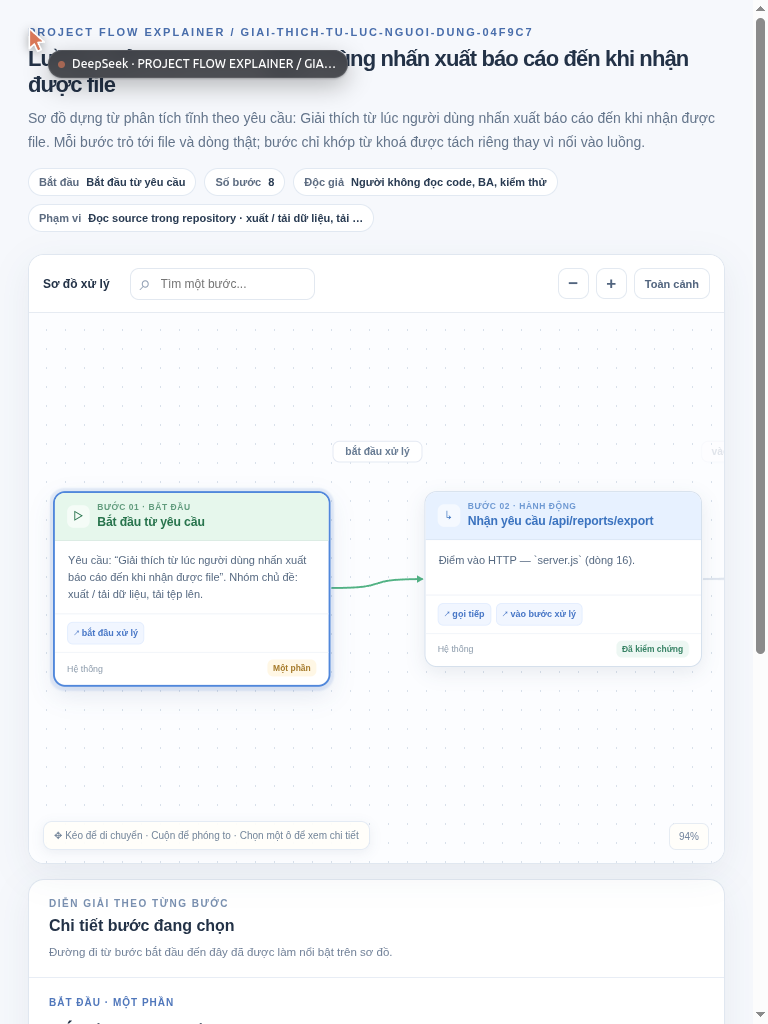 PROJECT FLOW EXPLAINER / GIAI-THICH-TU-LUC-NGUOI-DUNG-04F9C7
DeepSeek · PROJECT FLOW EXPLAINER / GIA…
nhấn xuất báo cáo đến khi nhận
được file
Sơ đồ dựng từ phân tích tĩnh theo yêu cầu: Giải thích từ lúc người dùng nhấn xuất báo cáo đến khi nhận được
file. Mỗi bước trỏ tới file và dòng thật; bước chỉ khớp từ khoá được tách riêng thay vì nối vào luồng.
Bắt đầu Bắt đầu từ yêu cầu
Số bước 8
Độc giả Người không đọc code, BA, kiểm thử
Phạm vi Đọc source trong repository · xuất / tải dữ liệu, tải …
Sơ đồ xử lý
Tìm một bước...
− + Toàn cảnh
bắt đầu xử lý
BƯỚC 01 · BẮT ĐẦU
Bắt đầu từ yêu cầu
Yêu cầu: “Giải thích từ lúc người dùng nhấn xuất
báo cáo đến khi nhận được file”. Nhóm chủ đề:
xuất / tải dữ liệu, tải tệp lên.
↗ bắt đầu xử lý
Hệ thống
Một phần
BƯỚC 02 · HÀNH ĐỘNG
Nhận yêu cầu /api/reports/export
Điểm vào HTTP — `server.js` (dòng 16).
↗ gọi tiếp
↗ vào bước xử lý
Hệ thống
Đã kiểm chứng
✥ Kéo để di chuyển · Cuộn để phóng to · Chọn một ô để xem chi tiết
94%
DIỄN GIẢI THEO TỪNG BƯỚC
Chi tiết bước đang chọn
Đường đi từ bước bắt đầu đến đây đã được làm nổi bật trên sơ đồ.
BẮT ĐẦU · MỘT PHẦN